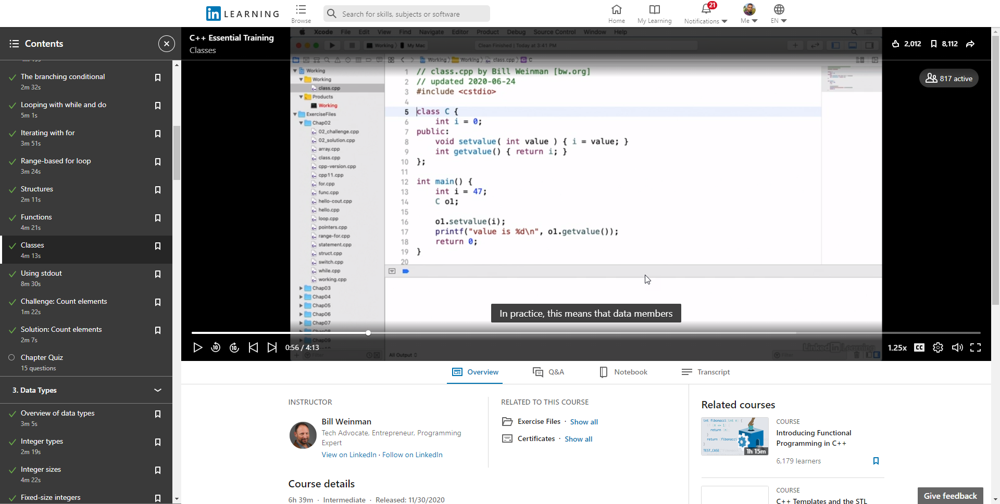 in LEARNING
Browse
Search for skills, subjects or software
Home
My Learning
21
Notifications
Me
EN
Contents
The branching conditional
2m 32s
Looping with while and do
5m 1s
Iterating with for
3m 51s
Range-based for loop
3m 24s
Structures
2m 11s
Functions
4m 21s
Classes
4m 13s
Using stdout
8m 30s
Challenge: Count elements
1m 22s
Solution: Count elements
2m 7s
Chapter Quiz
15 questions
3. Data Types
Overview of data types
3m 5s
Integer types
2m 19s
Integer sizes
4m 22s
Fixed-size integers
C++ Essential Training
Classes
2,012
8,112
817 active
Xcode File Edit View Find Navigate Editor Product Debug Source Control Window Help
Working 〉 My Mac
Clean Finished | Today at 3:41 PM
Working 〉 Working 〉 class.cpp 〉 C C
Working
Working
class.cpp
Products
Working
ExerciseFiles
Chap02
02_challenge.cpp
02_solution.cpp
array.cpp
class.cpp
cpp-version.cpp
cpp11.cpp
for.cpp
func.cpp
hello-cout.cpp
hello.cpp
loop.cpp
pointers.cpp
range-for.cpp
statement.cpp
struct.cpp
switch.cpp
while.cpp
working.cpp
Chap03
Chap04
Chap05
Chap06
Chap07
Chap08
Chap09
Filter
1 // class.cpp by Bill Weinman [bw.org]
2 // updated 2020-06-24
3 #include <cstdio>
4
5 class C {
6 int i = 0;
7 public:
8 void setvalue( int value ) { i = value; }
9 int getvalue() { return i; }
10 };
11
12 int main() {
13 int i = 47;
14 C o1;
15
16 o1.setvalue(i);
17 printf("value is %d\n", o1.getvalue());
18 return 0;
19 }
20
In practice, this means that data members
10
10
0:56 / 4:13
All Output
Filter
Linked in Learning
1.25x
CC
Overview
Q&A
Notebook
Transcript
INSTRUCTOR
Bill Weinman
Tech Advocate, Entrepreneur, Programming
Expert
View on LinkedIn · Follow on LinkedIn
RELATED TO THIS COURSE
Exercise Files · Show all
Certificates · Show all
Course details
6h 39m · Intermediate · Released: 11/30/2020
Related courses
int fibonacci(int n) {
return
return fibonacci
TEST_CASE
1h 15m
COURSE
Introducing Functional
Programming in C++
6,179 learners
COURSE
C++ Templates and the STL
Give feedback